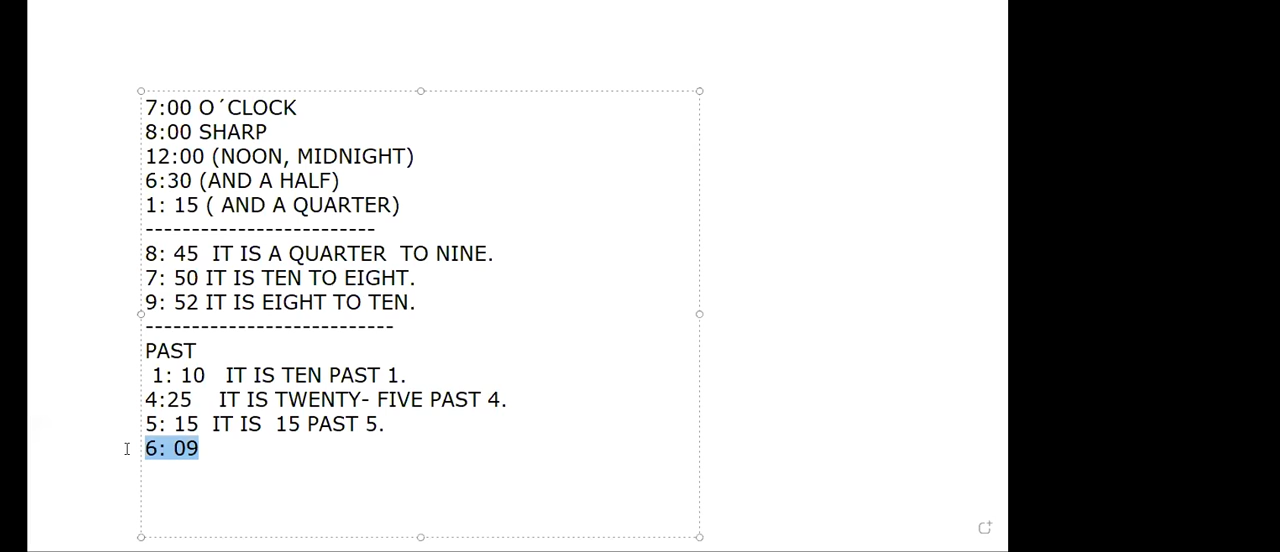 7:00 O´CLOCK
8:00 SHARP
12:00 (NOON, MIDNIGHT)
6:30 (AND A HALF)
1: 15 ( AND A QUARTER)
-------------------------
8: 45  IT IS A QUARTER  TO NINE.
7: 50 IT IS TEN TO EIGHT.
9: 52 IT IS EIGHT TO TEN.
---------------------------
PAST
1: 10   IT IS TEN PAST 1.
4:25    IT IS TWENTY- FIVE PAST 4.
5: 15  IT IS  15 PAST 5.
6: 09